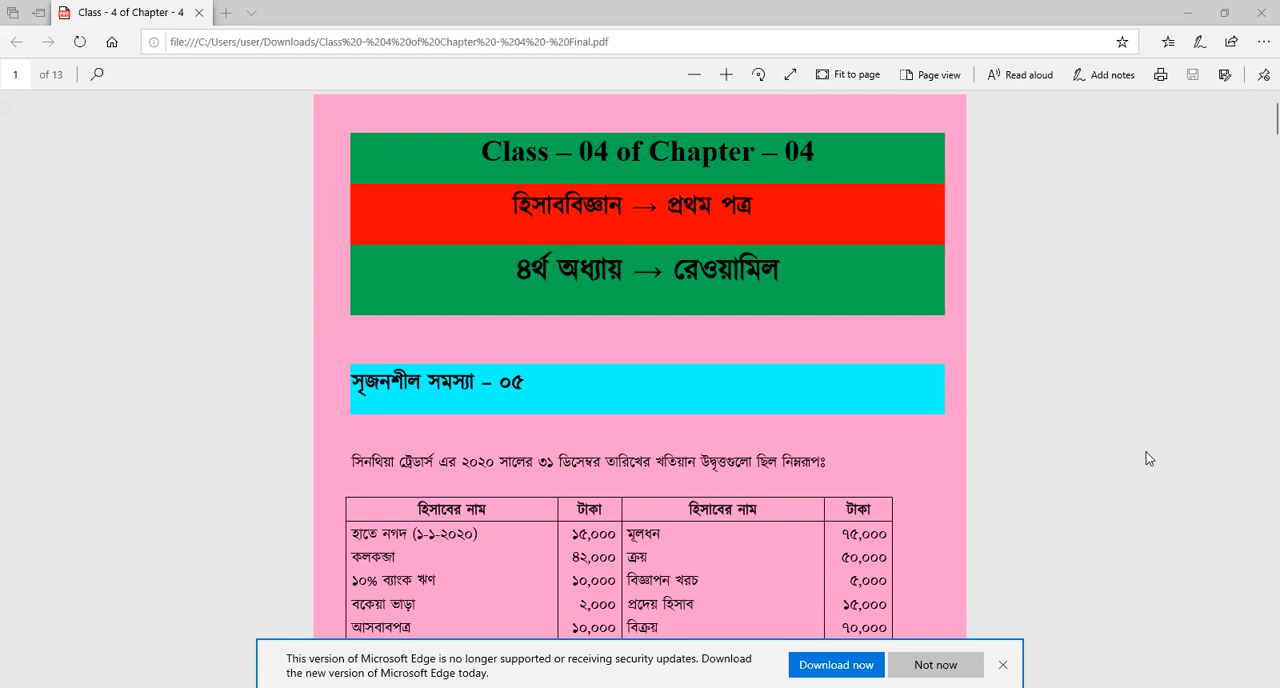 Class - 4 of Chapter - 4
file:///C:/Users/user/Downloads/Class%20-%204%20of%20Chapter%20-%204%20-%20Final.pdf
1 of 13 Fit to page Page view Read aloud Add notes
Class – 04 of Chapter – 04
হিসাববিজ্ঞান → প্রথম পত্র
৪র্থ অধ্যায় → রেওয়ামিল
সৃজনশীল সমস্যা – ০৫
সিনথিয়া ট্রেডার্স এর ২০২০ সালের ৩১ ডিসেম্বর তারিখের খতিয়ান উদ্বৃত্তগুলো ছিল নিম্নরূপঃ
হিসাবের নাম টাকা হিসাবের নাম টাকা
হাতে নগদ (১-১-২০২০) ১৫,০০০ মূলধন ৭৫,০০০
কলকব্জা ৪২,০০০ ক্রয় ৫০,০০০
১০% ব্যাংক ঋণ ১০,০০০ বিজ্ঞাপন খরচ ৫,০০০
বকেয়া ভাড়া ২,০০০ প্রদেয় হিসাব ১৫,০০০
আসবাবপত্র ১০,০০০ বিক্রয় ৭০,০০০
This version of Microsoft Edge is no longer supported or receiving security updates. Download
the new version of Microsoft Edge today.
Download now Not now